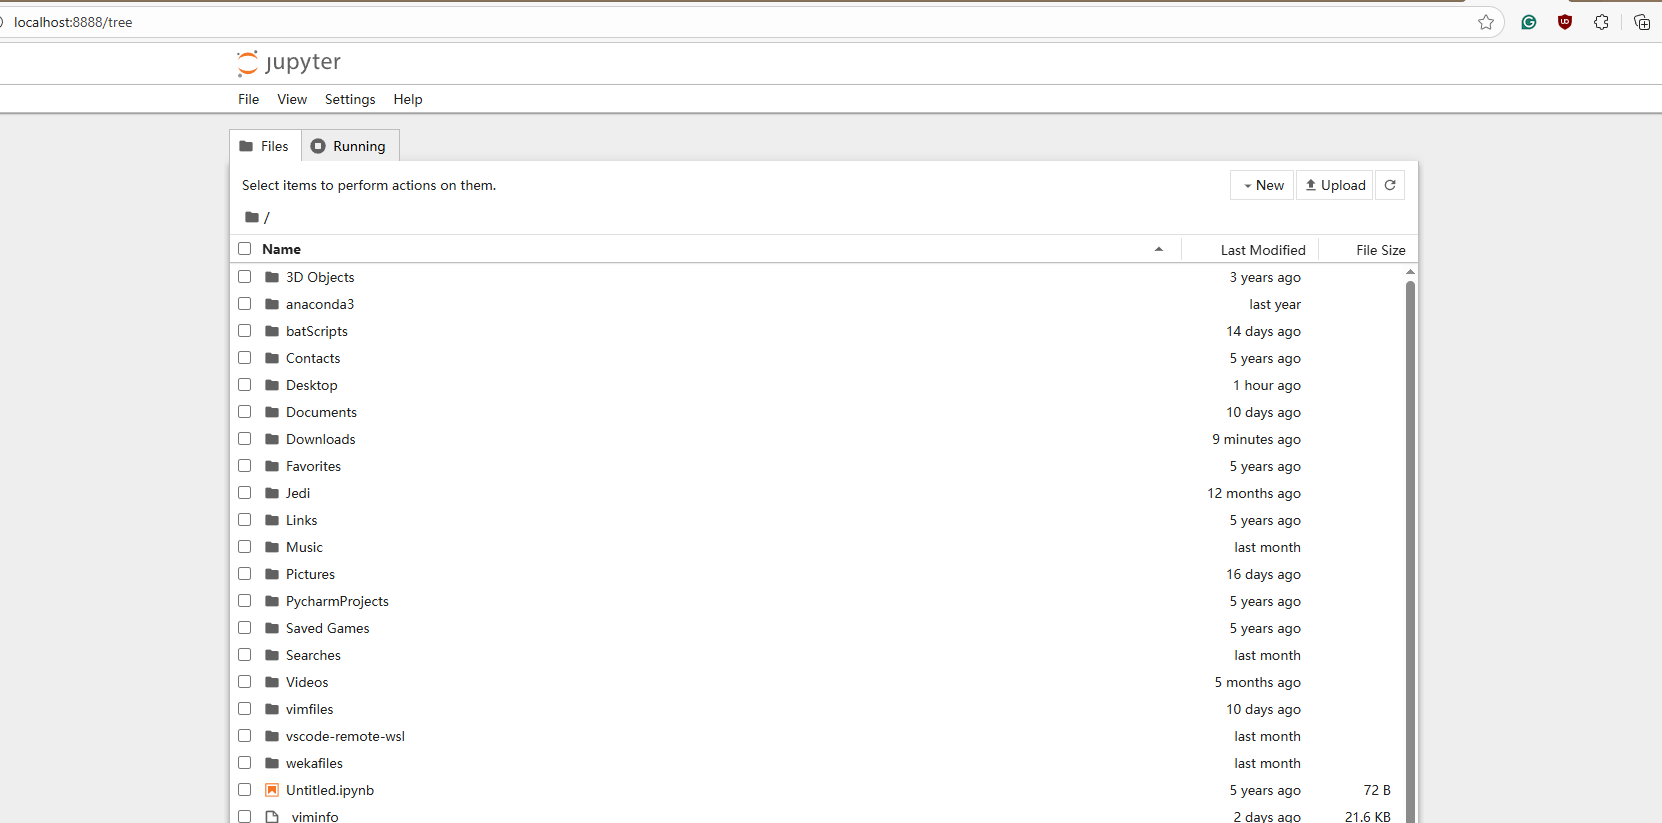 localhost:8888/tree
jupyter
File View Settings Help
Files Running
Select items to perform actions on them.
New Upload
/
Name Last Modified File Size
3D Objects 3 years ago
anaconda3 last year
batScripts 14 days ago
Contacts 5 years ago
Desktop 1 hour ago
Documents 10 days ago
Downloads 9 minutes ago
Favorites 5 years ago
Jedi 12 months ago
Links 5 years ago
Music last month
Pictures 16 days ago
PycharmProjects 5 years ago
Saved Games 5 years ago
Searches last month
Videos 5 months ago
vimfiles 10 days ago
vscode-remote-wsl last month
wekafiles last month
Untitled.ipynb 5 years ago 72 B
_viminfo 2 days ago 21.6 KB